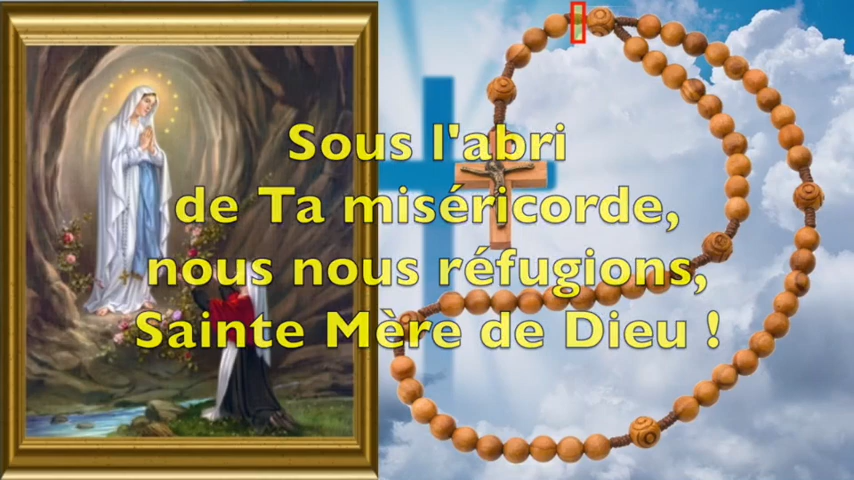 Sous l'abri
de Ta miséricorde,
nous nous réfugions,
Sainte Mère de Dieu !